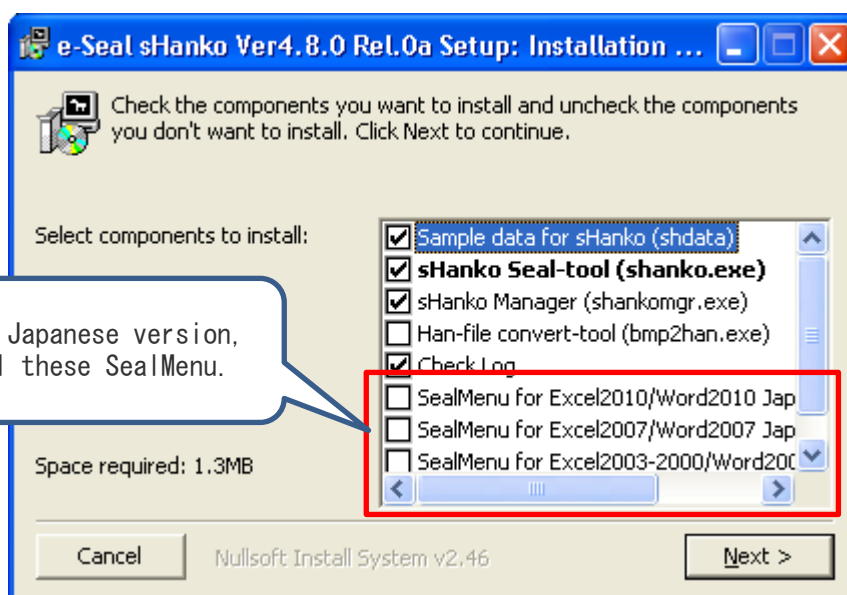 e-Seal sHanko Ver4.8.0 Rel.0a Setup: Installation ...
Check the components you want to install and uncheck the components
you don't want to install. Click Next to continue.
Select components to install:
Sample data for sHanko (shdata)
sHanko Seal-tool (shanko.exe)
sHanko Manager (shankomgr.exe)
Han-file convert-tool (bmp2han.exe)
Check Log
SealMenu for Excel2010/Word2010 Jap
SealMenu for Excel2007/Word2007 Jap
SealMenu for Excel2003-2000/Word200
Japanese version,
these SealMenu.
Space required: 1.3MB
Cancel
Nullsoft Install System v2.46
Next >